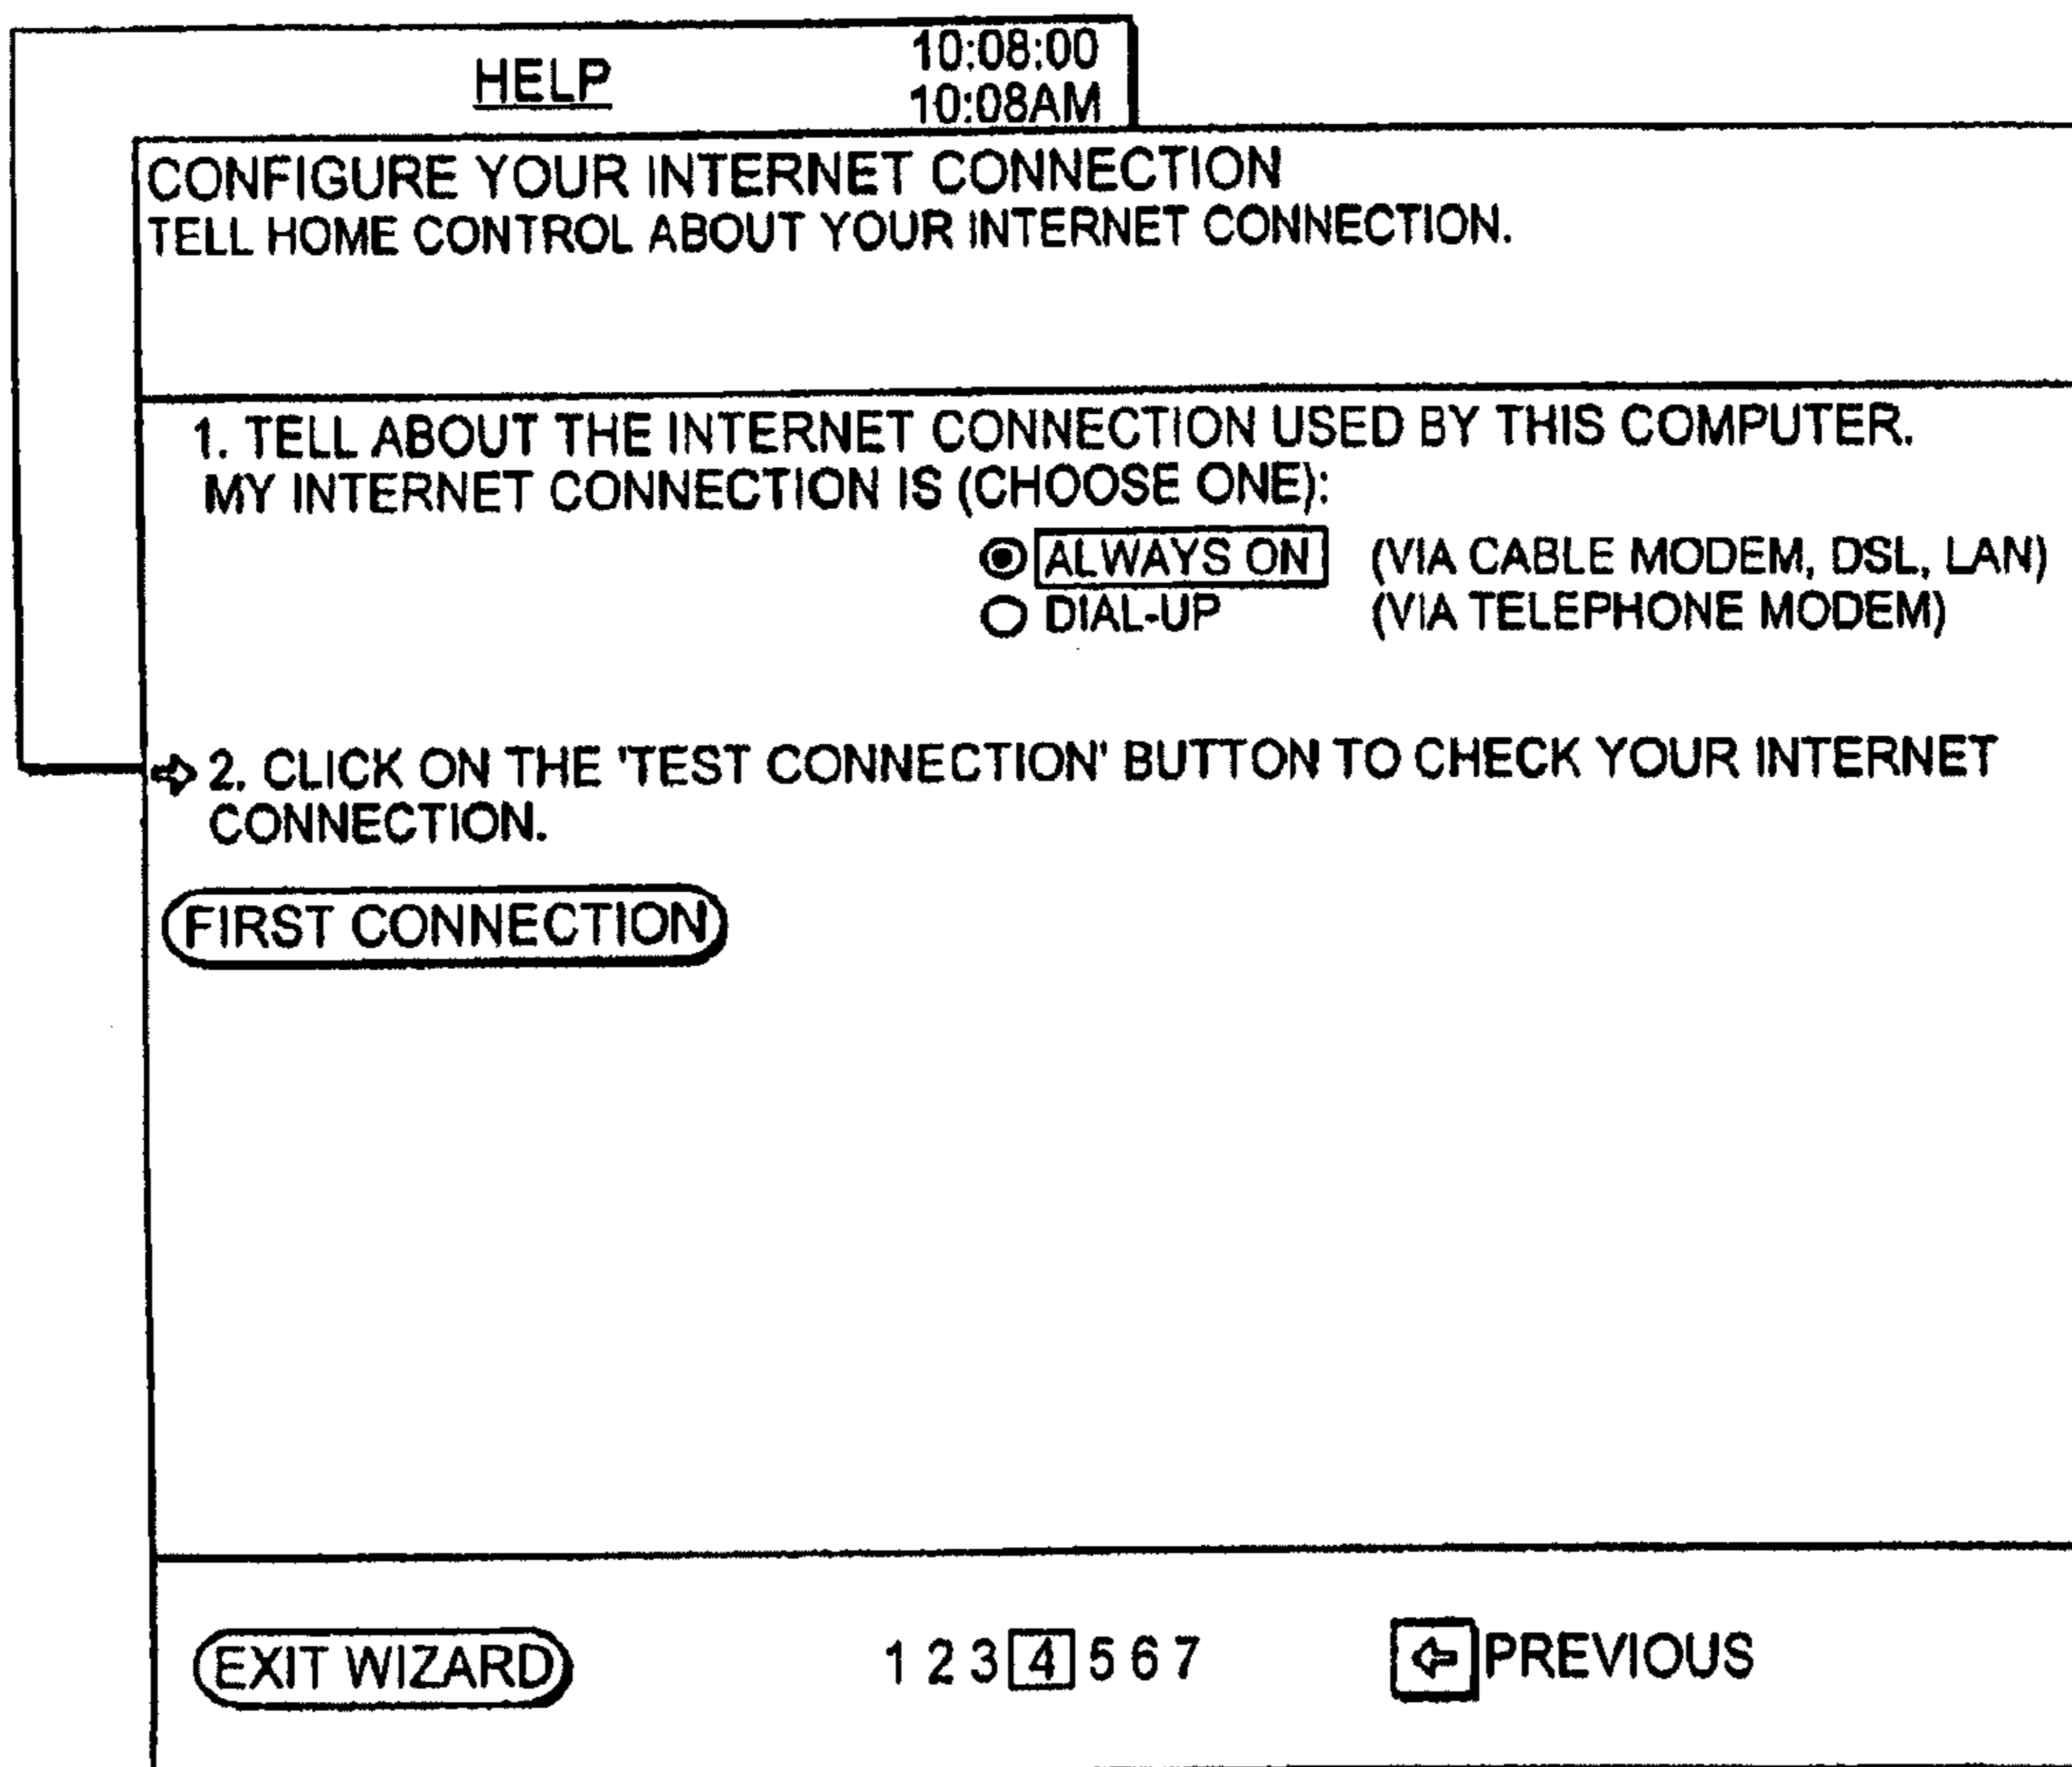 HELP
10:08:00
10:08AM
CONFIGURE YOUR INTERNET CONNECTION
TELL HOME CONTROL ABOUT YOUR INTERNET CONNECTION.
1. TELL ABOUT THE INTERNET CONNECTION USED BY THIS COMPUTER.
MY INTERNET CONNECTION IS (CHOOSE ONE):
ALWAYS ON (VIA CABLE MODEM, DSL, LAN)
DIAL-UP (VIA TELEPHONE MODEM)
2. CLICK ON THE 'TEST CONNECTION' BUTTON TO CHECK YOUR INTERNET
CONNECTION.
FIRST CONNECTION
EXIT WIZARD 1 2 3 4 5 6 7 PREVIOUS